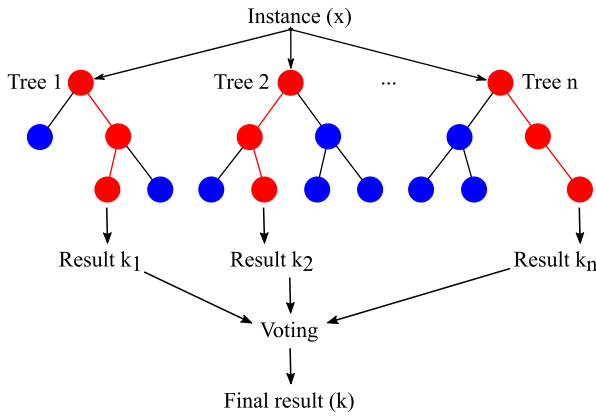 Instance (x)
Tree 1
Tree 2
...
Tree n
Result k1
Result k2
Result kn
Voting
Final result (k)